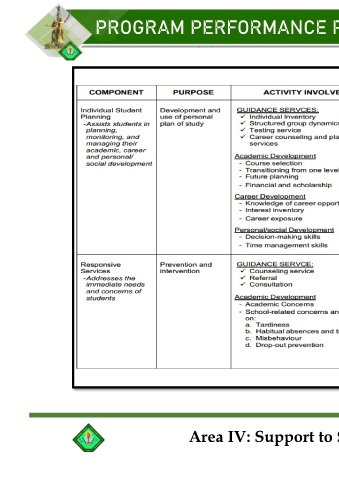 PROGRAM PERFORMANCE P
COMPONENT
PURPOSE
ACTIVITY INVOLVE
Individual Student
Planning
-Assists students in
planning,
monitoring, and
managing their
academic, career
and personal/
social development
Development and
use of personal
plan of study
GUIDANCE SERVCES:
✓ Individual Inventory
✓ Structured group dynamics
✓ Testing service
✓ Career counseling and pla
services
Academic Development
- Course selection
- Transitioning from one level
- Future planning
- Financial and scholarship
Career Development
- Knowledge of career opport
- Interest inventory
- Career exposure
Personal/social Development
- Decision-making skills
- Time management skills
Responsive
Services
-Addresses the
immediate needs
and concerns of
students
Prevention and
intervention
GUIDANCE SERVCE:
✓ Counseling service
✓ Referral
✓ Consultation
Academic Development
- Academic Concerns
- School-related concerns an
on:
a. Tardiness
b. Habitual absences and t
c. Misbehaviour
d. Drop-out prevention
Area IV: Support to S